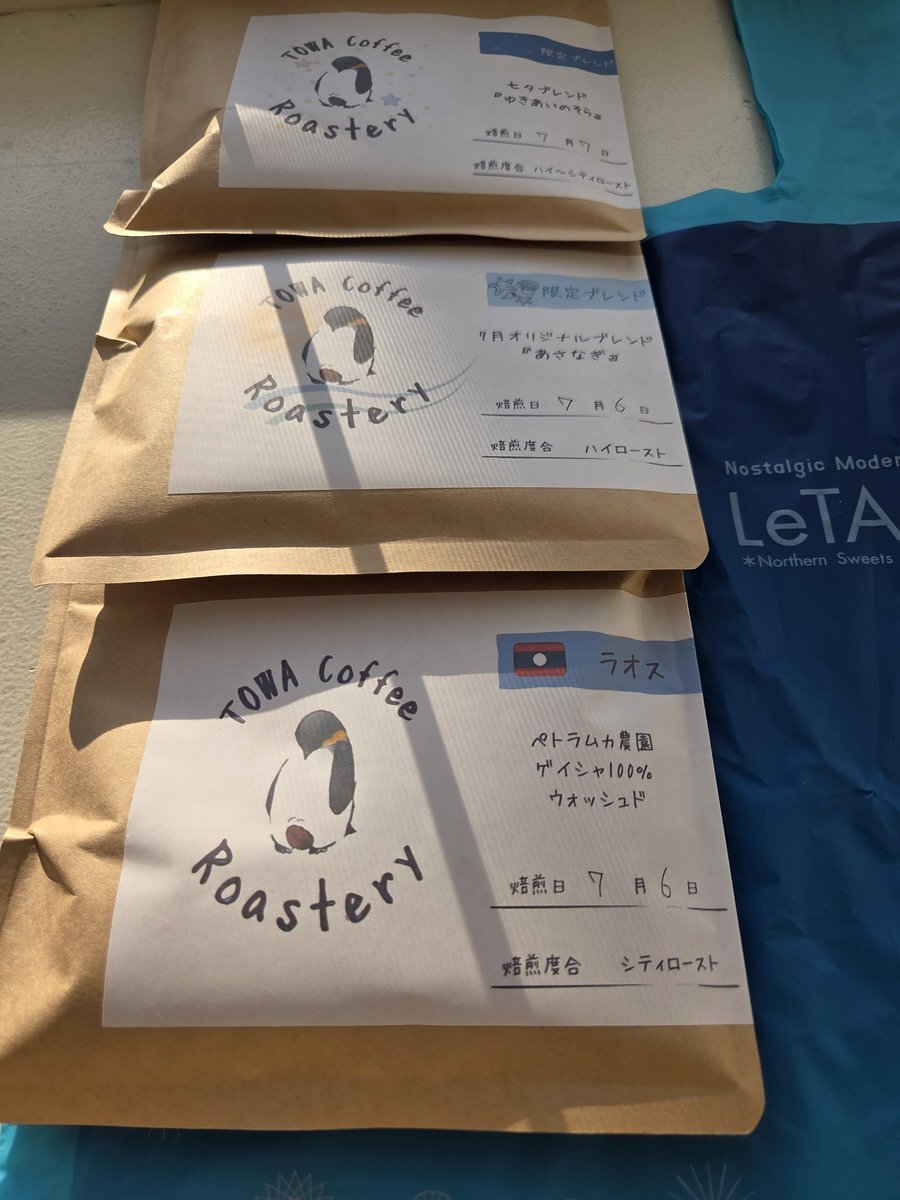 TOWA Coffee
Roastery
限定ブレンド
七夕ブレンド
『ゆきあいのそら』
焙煎日 7月7日
焙煎度合 ハイ〜シティロースト
TOWA Coffee
Roastery
限定ブレンド
7月オリジナルブレンド
『あさなぎ』
焙煎日 7月6日
焙煎度合 ハイロースト
TOWA Coffee
Roastery
ラオス
ペトラムカ農園
ゲイシャ100%
ウォッシュド
焙煎日 7月6日
焙煎度合 シティロースト
Nostalgic Moder
LeTA
*Northern Sweets